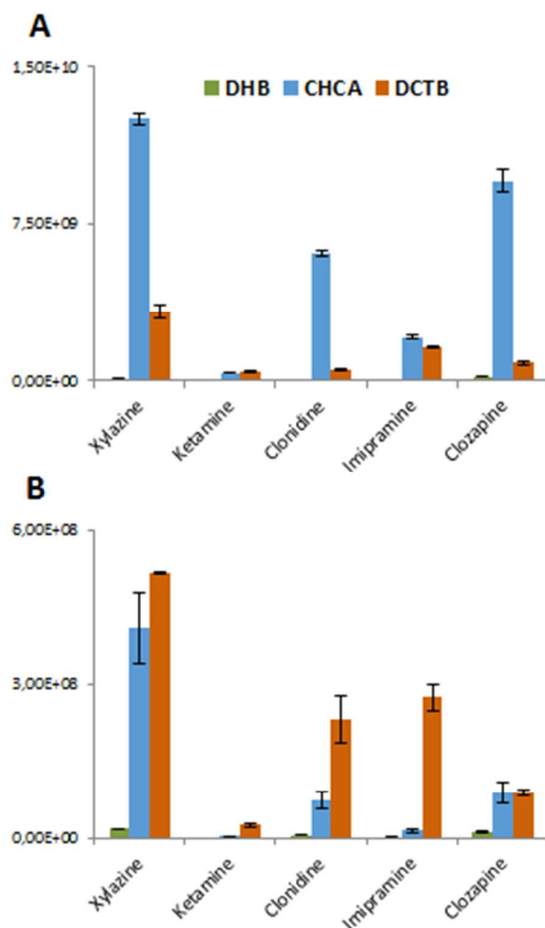 A
1,50E+10
DHB CHCA DCTB
7,50E+09
0,00E+00
Xylazine
Ketamine
Clonidine
Imipramine
Clozapine
B
6,00E+08
3,00E+08
0,00E+00
Xylazine
Ketamine
Clonidine
Imipramine
Clozapine